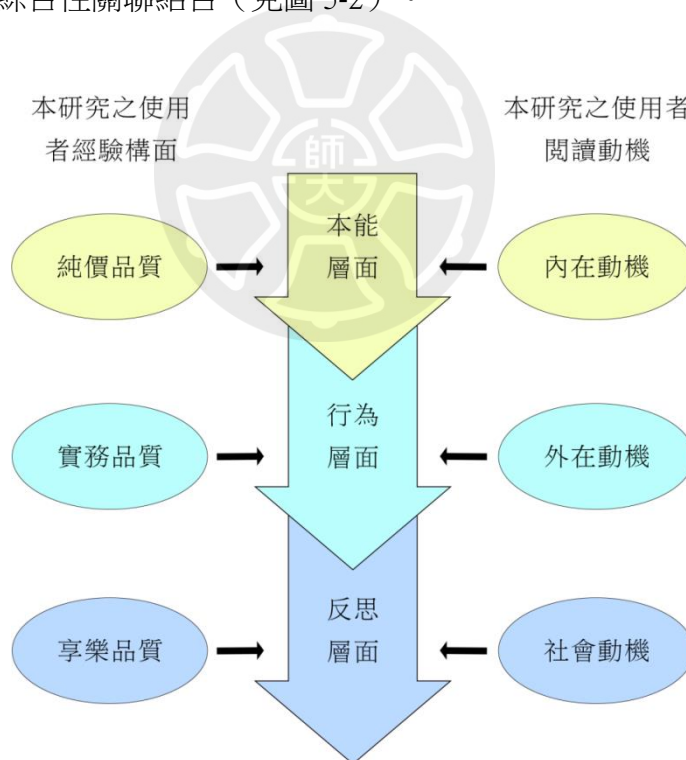 綜合性關聯結合（見圖 5-2）。
本研究之使用
者經驗構面
本研究之使用者
閱讀動機
師
大
本能
層面
純價品質
內在動機
行為
層面
實務品質
外在動機
反思
層面
享樂品質
社會動機